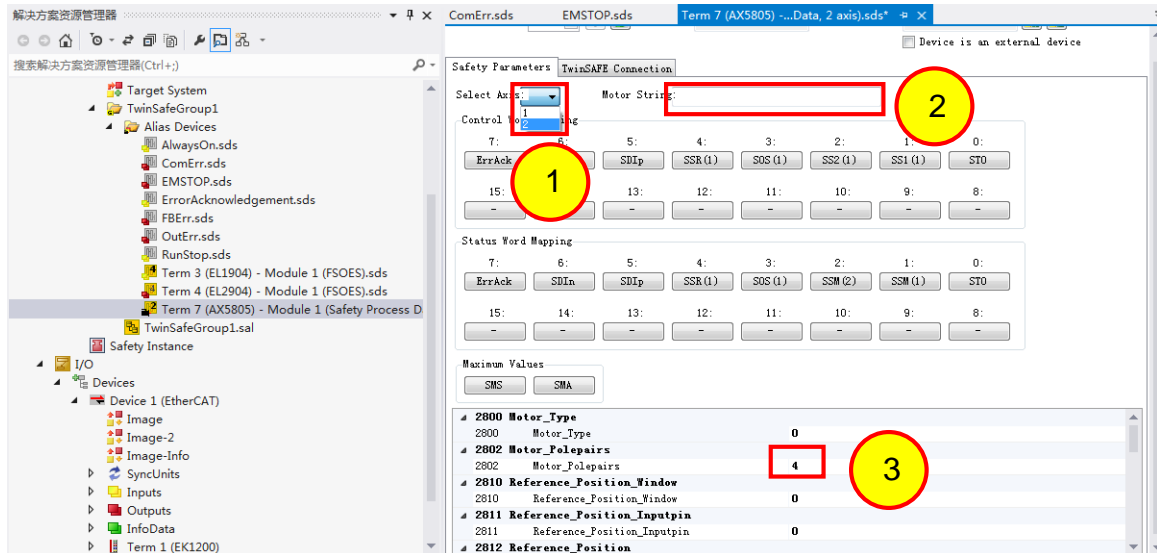 解决方案资源管理器
搜索解决方案资源管理器(Ctrl+;)
Target System
TwinSafeGroup1
Alias Devices
AlwaysOn.sds
ComErr.sds
EMSTOP.sds
ErrorAcknowledgement.sds
FBErr.sds
OutErr.sds
RunStop.sds
Term 3 (EL1904) - Module 1 (FSOES).sds
Term 4 (EL2904) - Module 1 (FSOES).sds
Term 7 (AX5805) - Module 1 (Safety Process D
TwinSafeGroup1.sal
Safety Instance
I/O
Devices
Device 1 (EtherCAT)
Image
Image-2
Image-Info
SyncUnits
Inputs
Outputs
InfoData
Term 1 (EK1200)
ComErr.sds EMSTOP.sds Term 7 (AX5805) -...Data, 2 axis).sds*
Device is an external device
Safety Parameters TwinSAFE Connection
Select Axis: Motor String:
1
2
1
2
Control Wo
7: 6: 5: 4: 3: 2: 1: 0:
ErrAck SDIp SSR(1) SOS(1) SS2(1) SS1(1) STO
15: 13: 12: 11: 10: 9: 8:
- - - - - - -
Status Word Mapping
7: 6: 5: 4: 3: 2: 1: 0:
ErrAck SDIn SDIp SSR(1) SOS(1) SSM(2) SSM(1) STO
15: 14: 13: 12: 11: 10: 9: 8:
- - - - - - - -
Maximum Values
SMS SMA
2800 Motor_Type
2800 Motor_Type 0
2802 Motor_Polepairs
2802 Motor_Polepairs 4
3
2810 Reference_Position_Window
2810 Reference_Position_Window 0
2811 Reference_Position_Inputpin
2811 Reference_Position_Inputpin 0
2812 Reference_Position